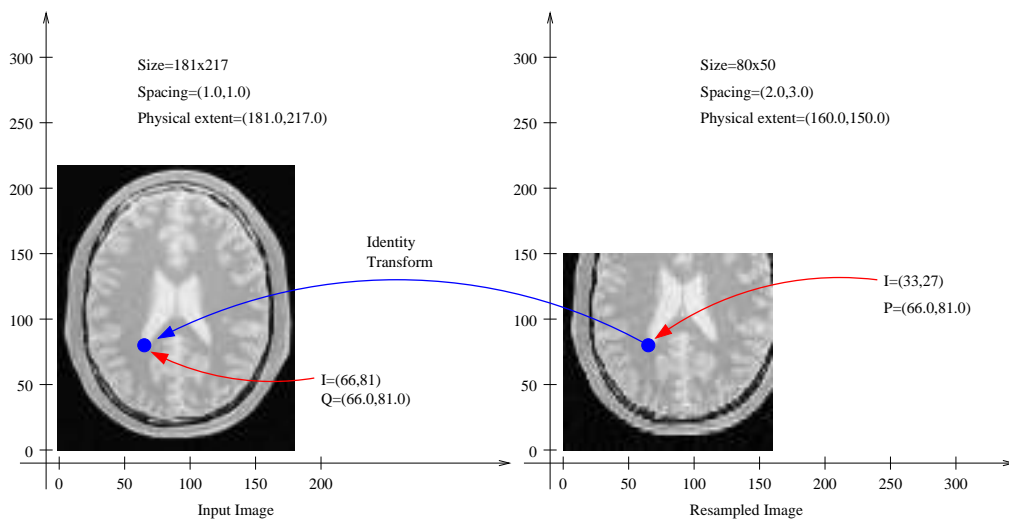 300
250
200
150
100
50
0
0
50
100
150
200
Size=181x217
Spacing=(1.0,1.0)
Physical extent=(181.0,217.0)
Identity
Transform
I=(66,81)
Q=(66.0,81.0)
Input Image
300
250
200
150
100
50
0
0
50
100
150
200
250
300
Size=80x50
Spacing=(2.0,3.0)
Physical extent=(160.0,150.0)
I=(33,27)
P=(66.0,81.0)
Resampled Image